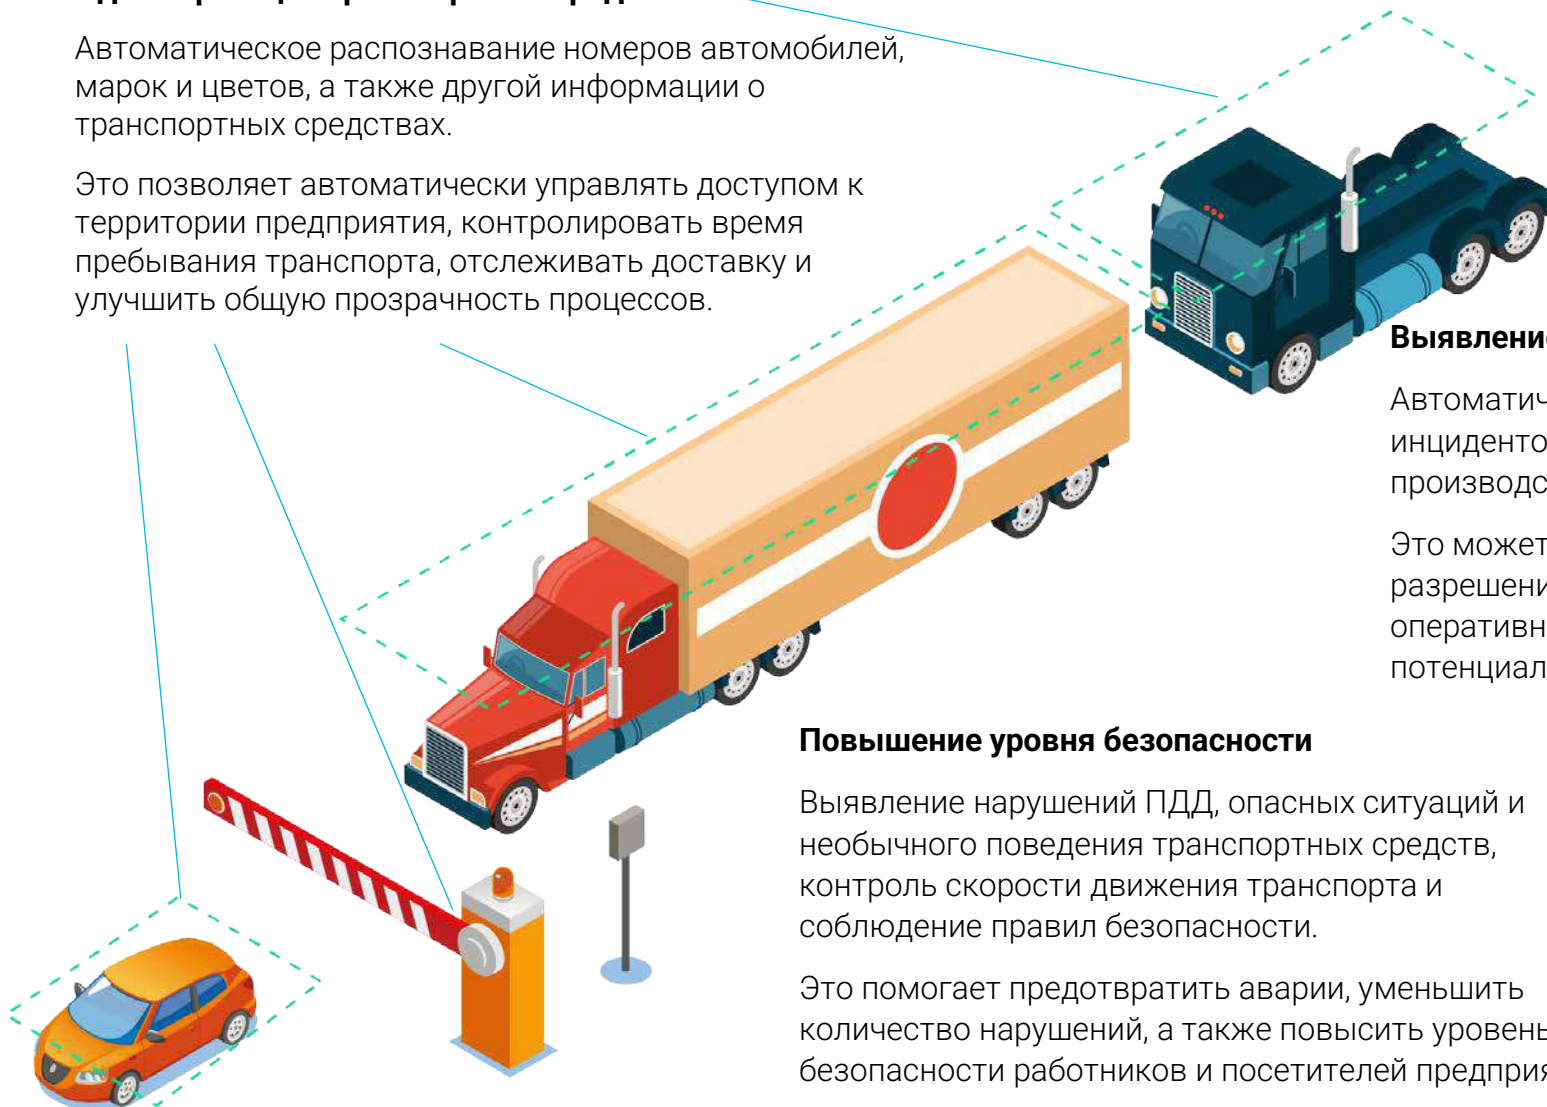 Автоматическое распознавание номеров автомобилей,
марок и цветов, а также другой информации о
транспортных средствах.
Это позволяет автоматически управлять доступом к
территории предприятия, контролировать время
пребывания транспорта, отслеживать доставку и
улучшить общую прозрачность процессов.
Выявлени
Автоматич
инциденто
производс
Это может
разрешени
оперативн
потенциал
Повышение уровня безопасности
Выявление нарушений ПДД, опасных ситуаций и
необычного поведения транспортных средств,
контроль скорости движения транспорта и
соблюдение правил безопасности.
Это помогает предотвратить аварии, уменьшить
количество нарушений, а также повысить уровень
безопасности работников и посетителей предприя